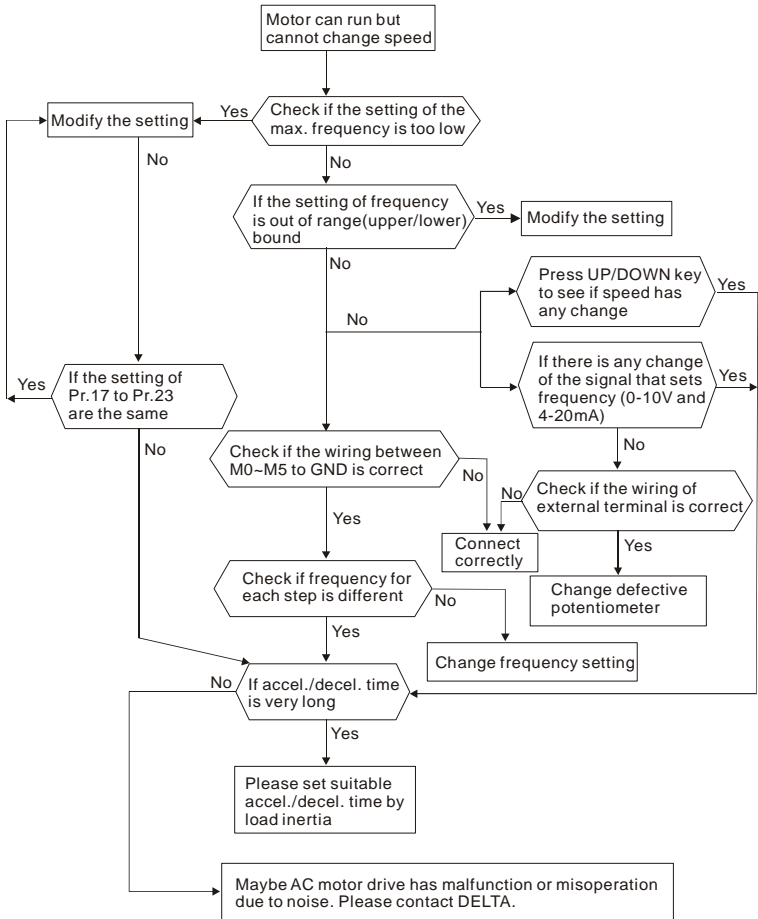 Motor can run but
cannot change speed
Modify the setting
Yes
Check if the setting of the
max. frequency is too low
No
No
If the setting of frequency
is out of range(upper/lower)
bound
Yes
Modify the setting
No
Press UP/DOWN key
to see if speed has
any change
Yes
No
If there is any change
of the signal that sets
frequency (0-10V and
4-20mA)
Yes
Yes
If the setting of
Pr.17 to Pr.23
are the same
No
No
Check if the wiring between
M0~M5 to GND is correct
No
No
Check if the wiring of
external terminal is correct
Yes
Connect
correctly
Yes
Change defective
potentiometer
Check if frequency for
each step is different
No
Yes
Change frequency setting
No
If accel./decel. time
is very long
Yes
Please set suitable
accel./decel. time by
load inertia
Maybe AC motor drive has malfunction or misoperation
due to noise. Please contact DELTA.